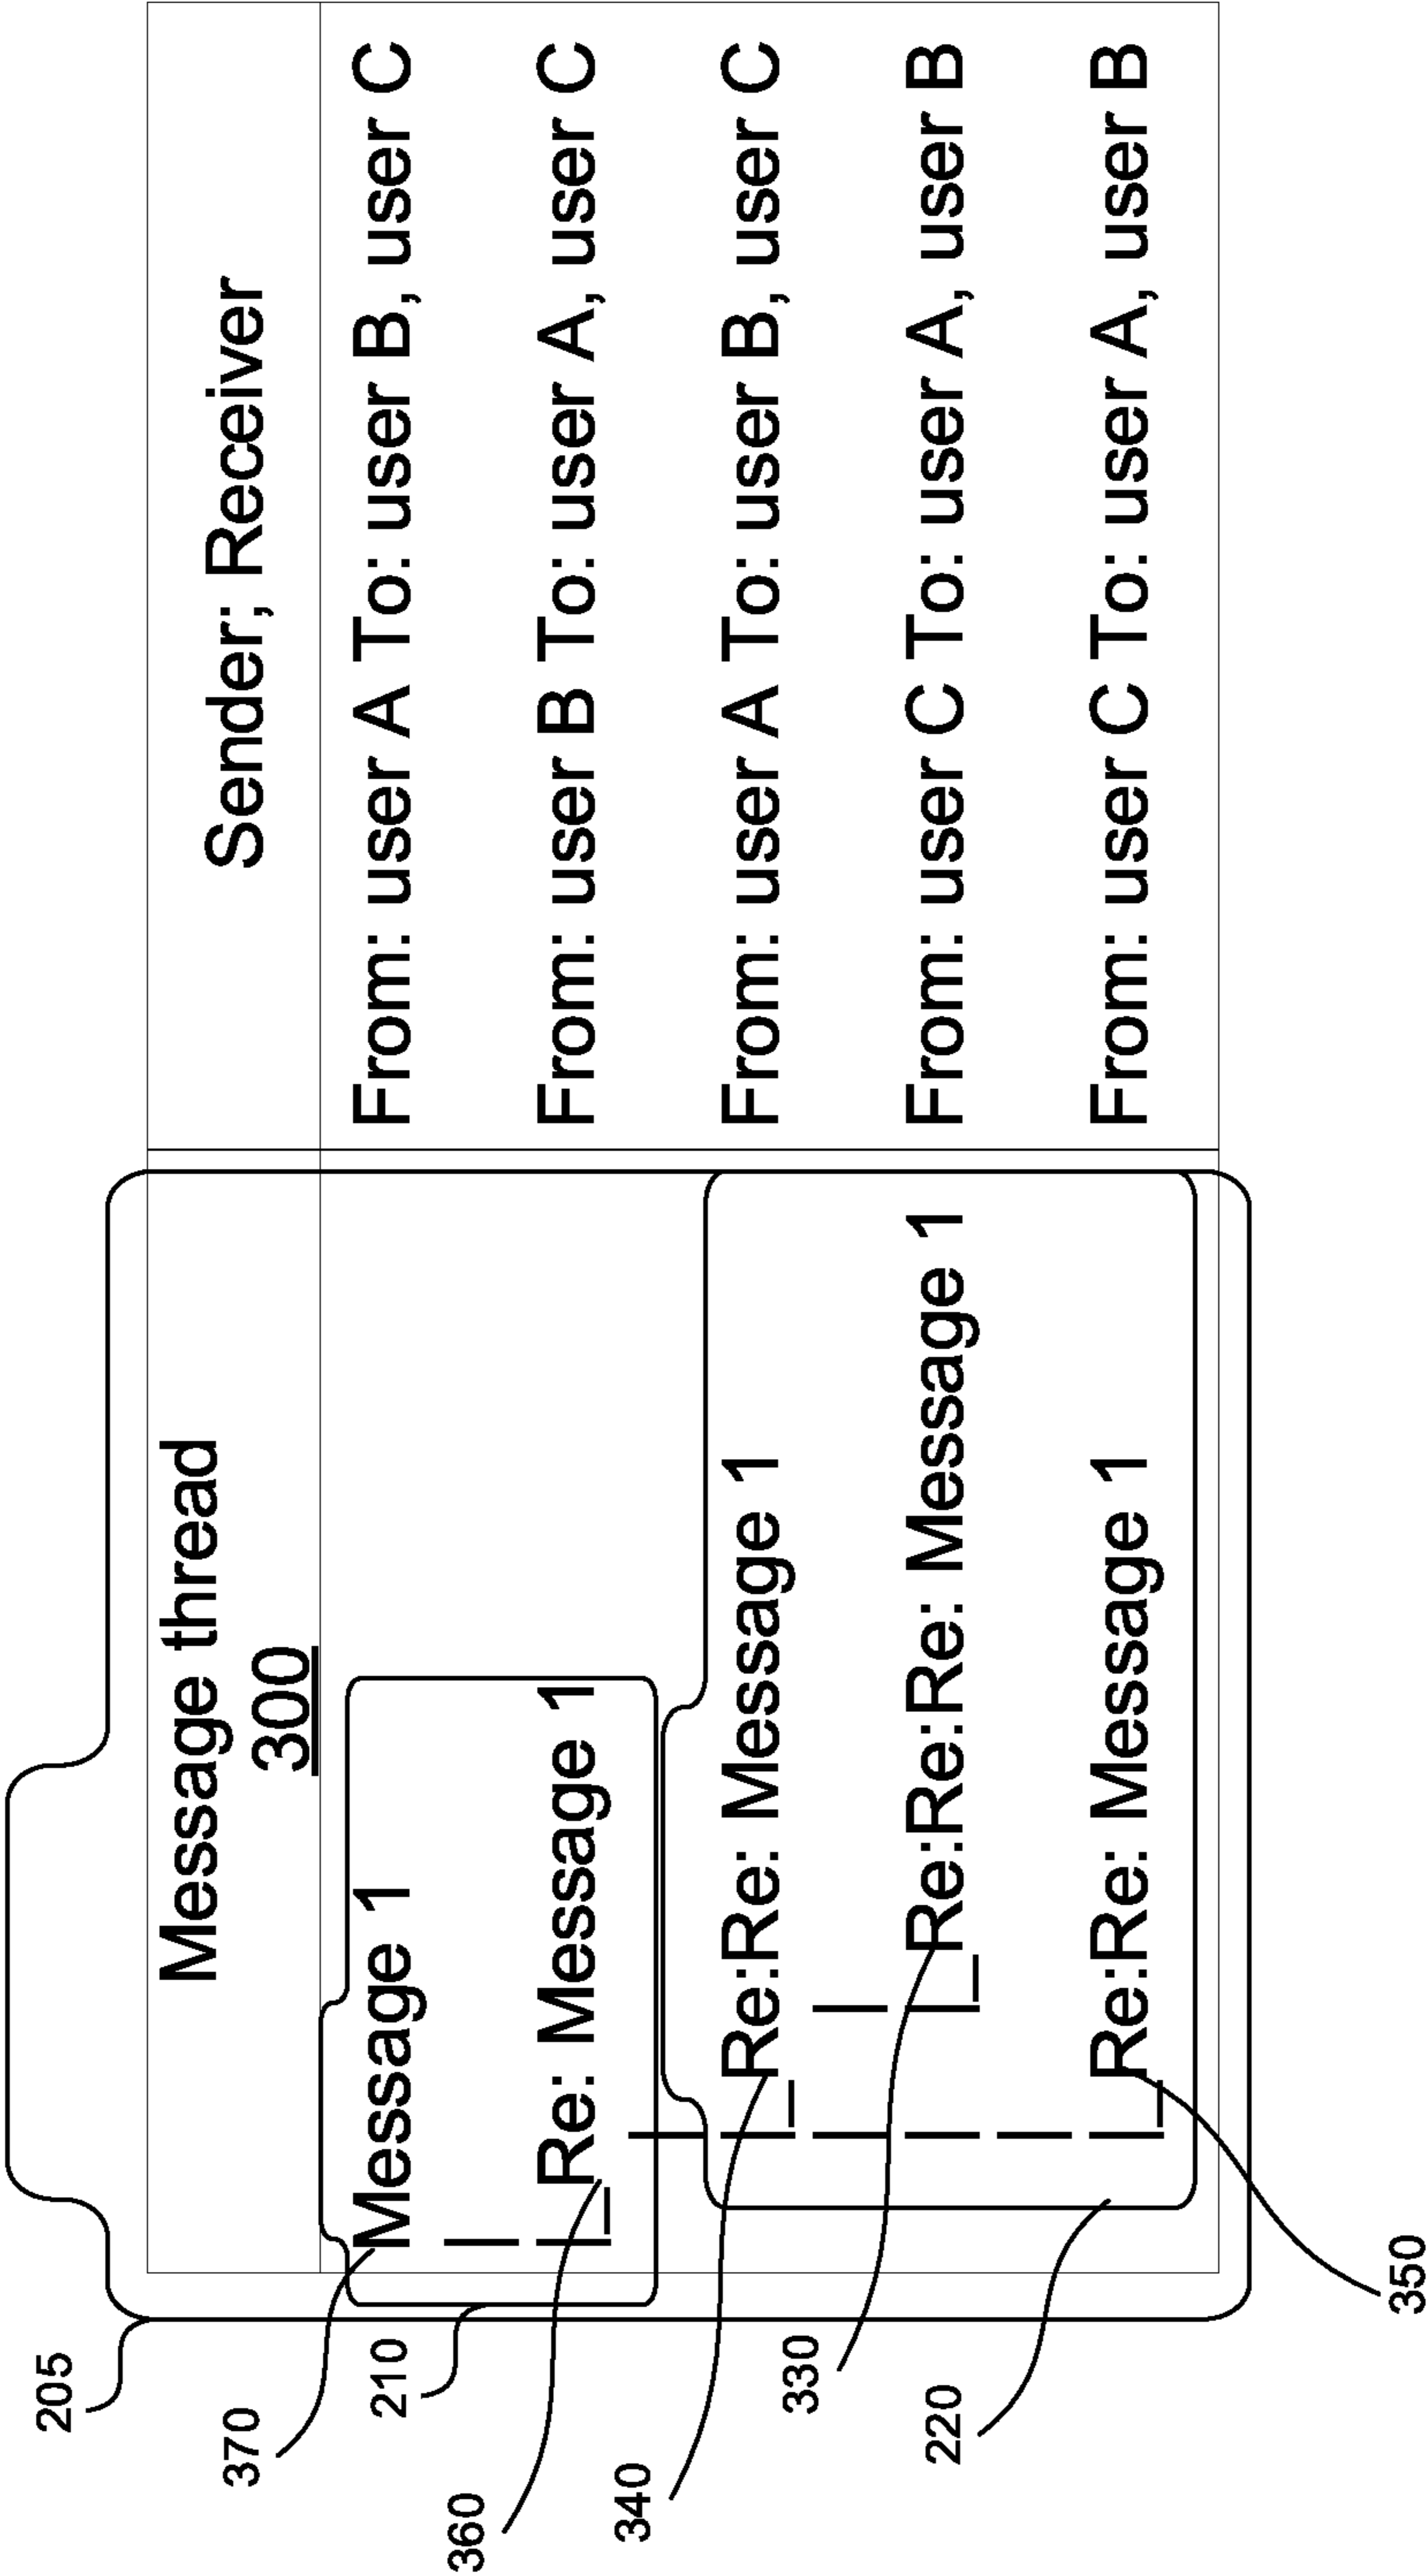 Message thread
300
Sender; Receiver
Message 1
From: user A To: user B, user C
Re: Message 1
From: user B To: user A, user C
Re:Re: Message 1
From: user A To: user B, user C
Re:Re:Re: Message 1
From: user C To: user A, user B
Re:Re: Message 1
From: user C To: user A, user B
205
370
210
360
340
330
220
350